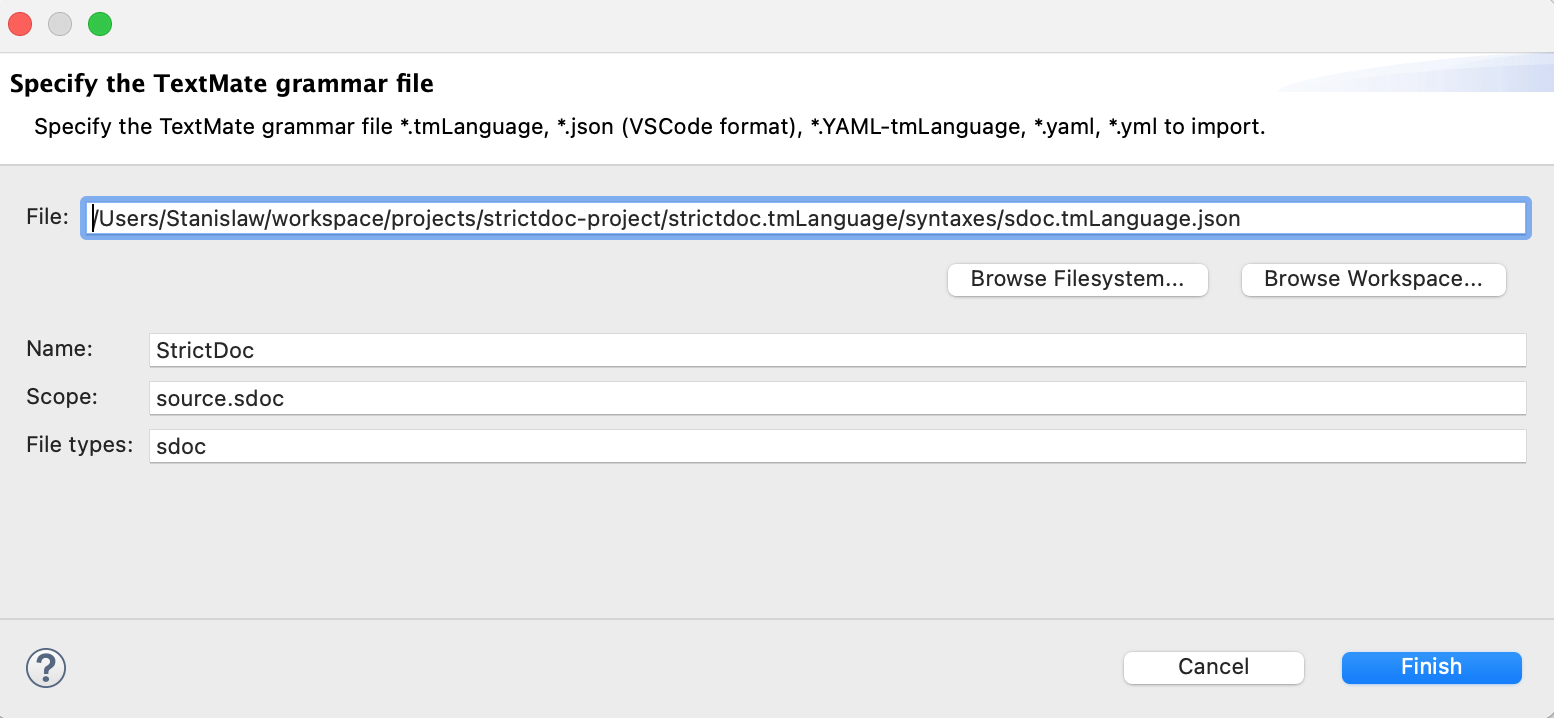 Specify the TextMate grammar file
Specify the TextMate grammar file *.tmLanguage, *.json (VSCode format), *.YAML-tmLanguage, *.yaml, *.yml to import.
File: /Users/Stanislaw/workspace/projects/strictdoc-project/strictdoc.tmLanguage/syntaxes/sdoc.tmLanguage.json
Browse Filesystem... Browse Workspace...
Name: StrictDoc
Scope: source.sdoc
File types: sdoc
? Cancel Finish